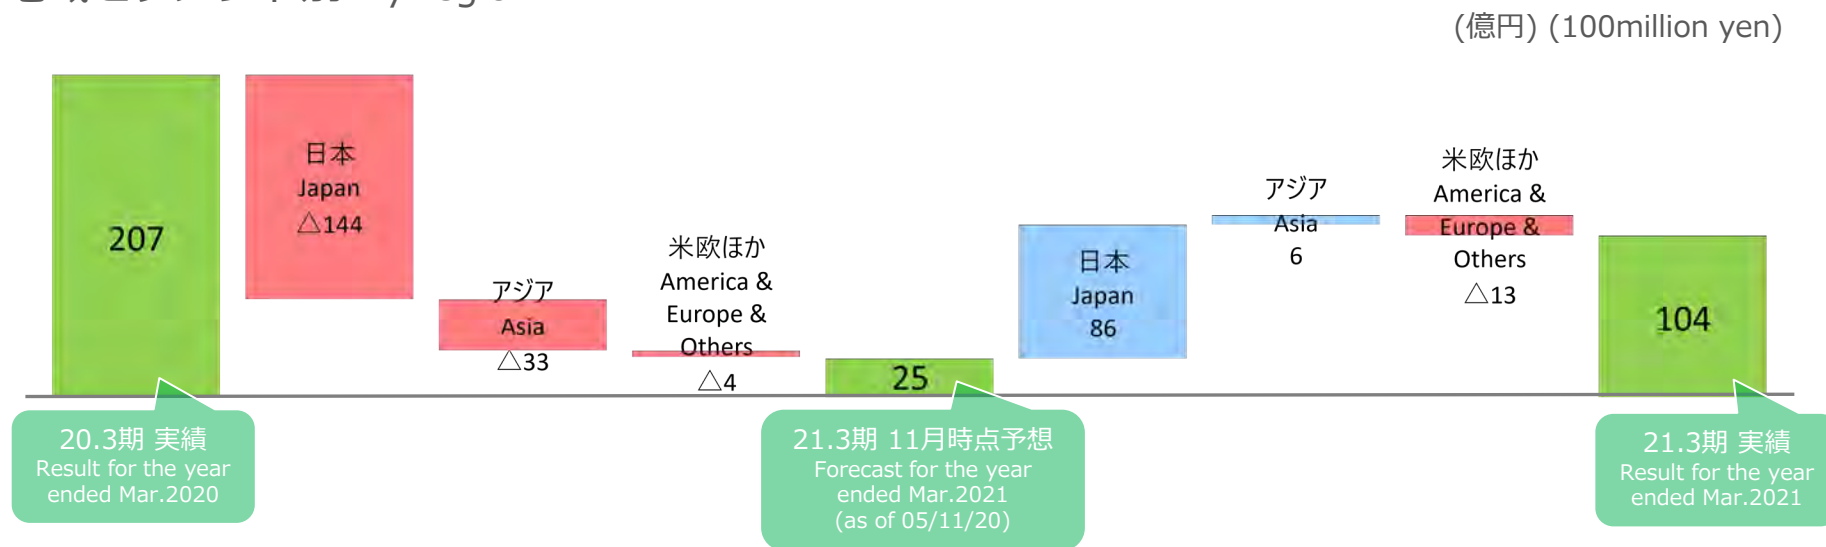 (億円) (100million yen)
207
日本
Japan
△144
アジア
Asia
△33
米欧ほか
America &
Europe &
Others
△4
25
日本
Japan
86
アジア
Asia
6
米欧ほか
America &
Europe &
Others
△13
104
20.3期 実績
Result for the year
ended Mar.2020
21.3期 11月時点予想
Forecast for the year
ended Mar.2021
(as of 05/11/20)
21.3期 実績
Result for the year
ended Mar.2021